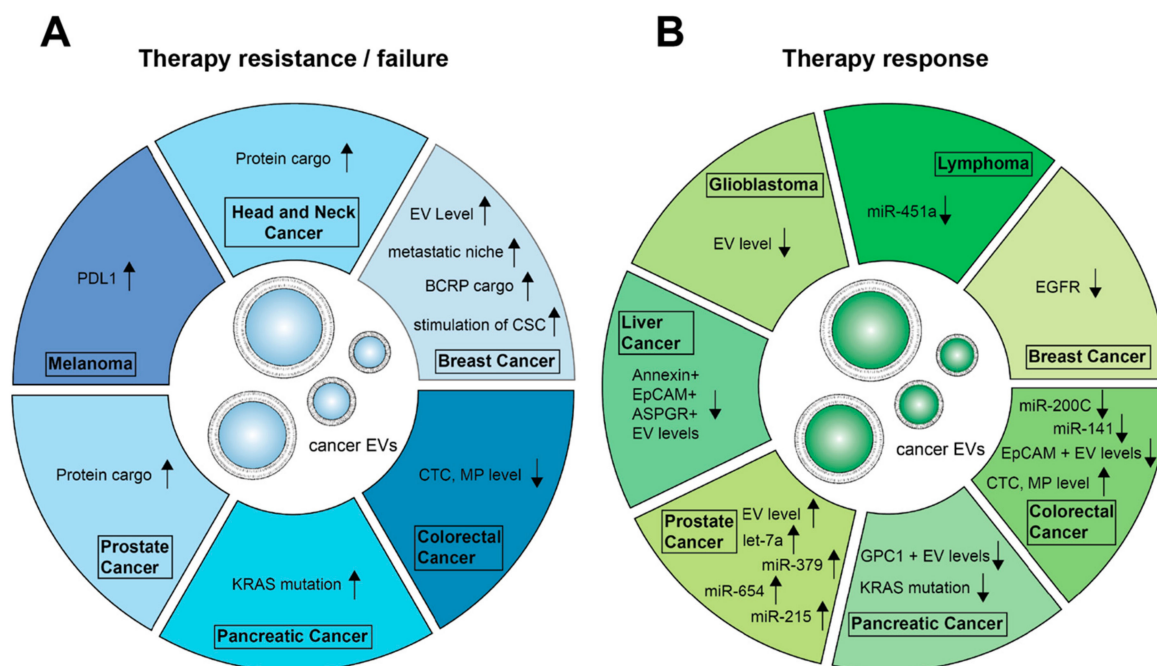 A
Therapy resistance / failure
Protein cargo
Head and Neck
Cancer
EV Level
metastatic niche
BCRP cargo
stimulation of CSC
Breast Cancer
PDL1
Melanoma
cancer EVs
CTC, MP level
Colorectal
Cancer
Protein cargo
Prostate
Cancer
KRAS mutation
Pancreatic Cancer
B
Therapy response
Lymphoma
miR-451a
Glioblastoma
EV level
EGFR
Breast Cancer
Liver
Cancer
Annexin+
EpCAM+
ASPGR+
EV levels
cancer EVs
miR-200C
miR-141
EpCAM + EV levels
CTC, MP level
Colorectal
Cancer
Prostate
Cancer
EV level
let-7a
miR-379
miR-654
miR-215
GPC1 + EV levels
KRAS mutation
Pancreatic Cancer